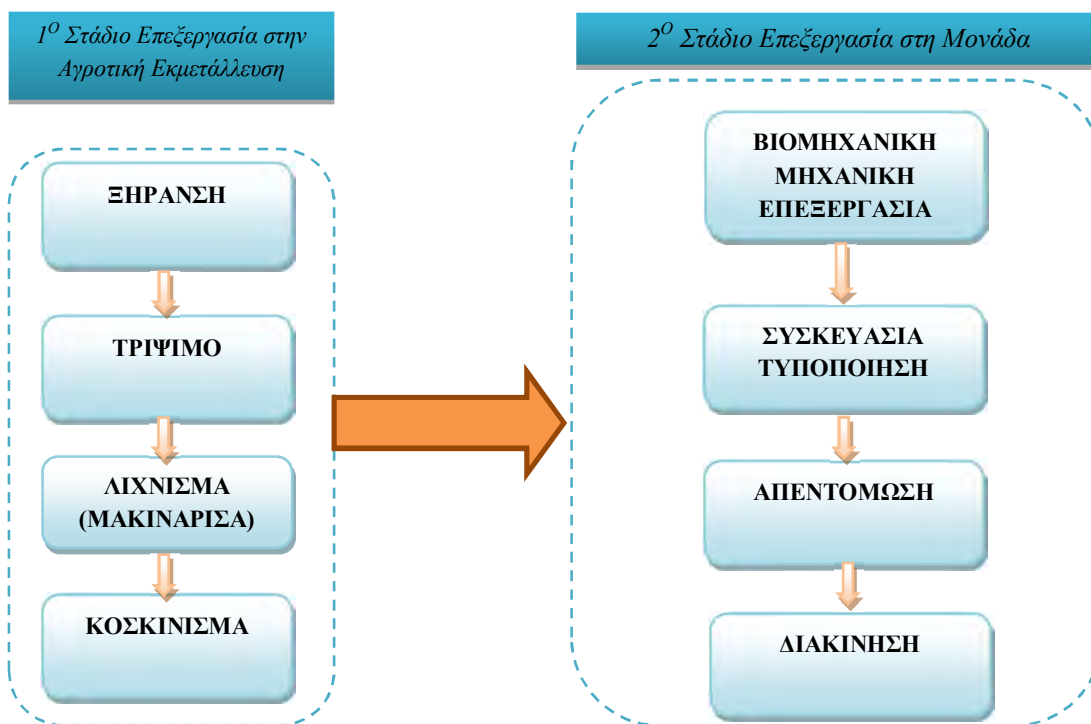 1Ο Στάδιο Επεξεργασία στην
Αγροτική Εκμετάλλευση
ΞΗΡΑΝΣΗ
ΤΡΙΨΙΜΟ
ΛΙΧΝΙΣΜΑ
(ΜΑΚΙΝΑΡΙΣΑ)
ΚΟΣΚΙΝΙΣΜΑ
2Ο Στάδιο Επεξεργασία στη Μονάδα
ΒΙΟΜΗΧΑΝΙΚΗ
ΜΗΧΑΝΙΚΗ
ΕΠΕΞΕΡΓΑΣΙΑ
ΣΥΣΚΕΥΑΣΙΑ
ΤΥΠΟΠΟΙΗΣΗ
ΑΠΕΝΤΟΜΩΣΗ
ΔΙΑΚΙΝΗΣΗ